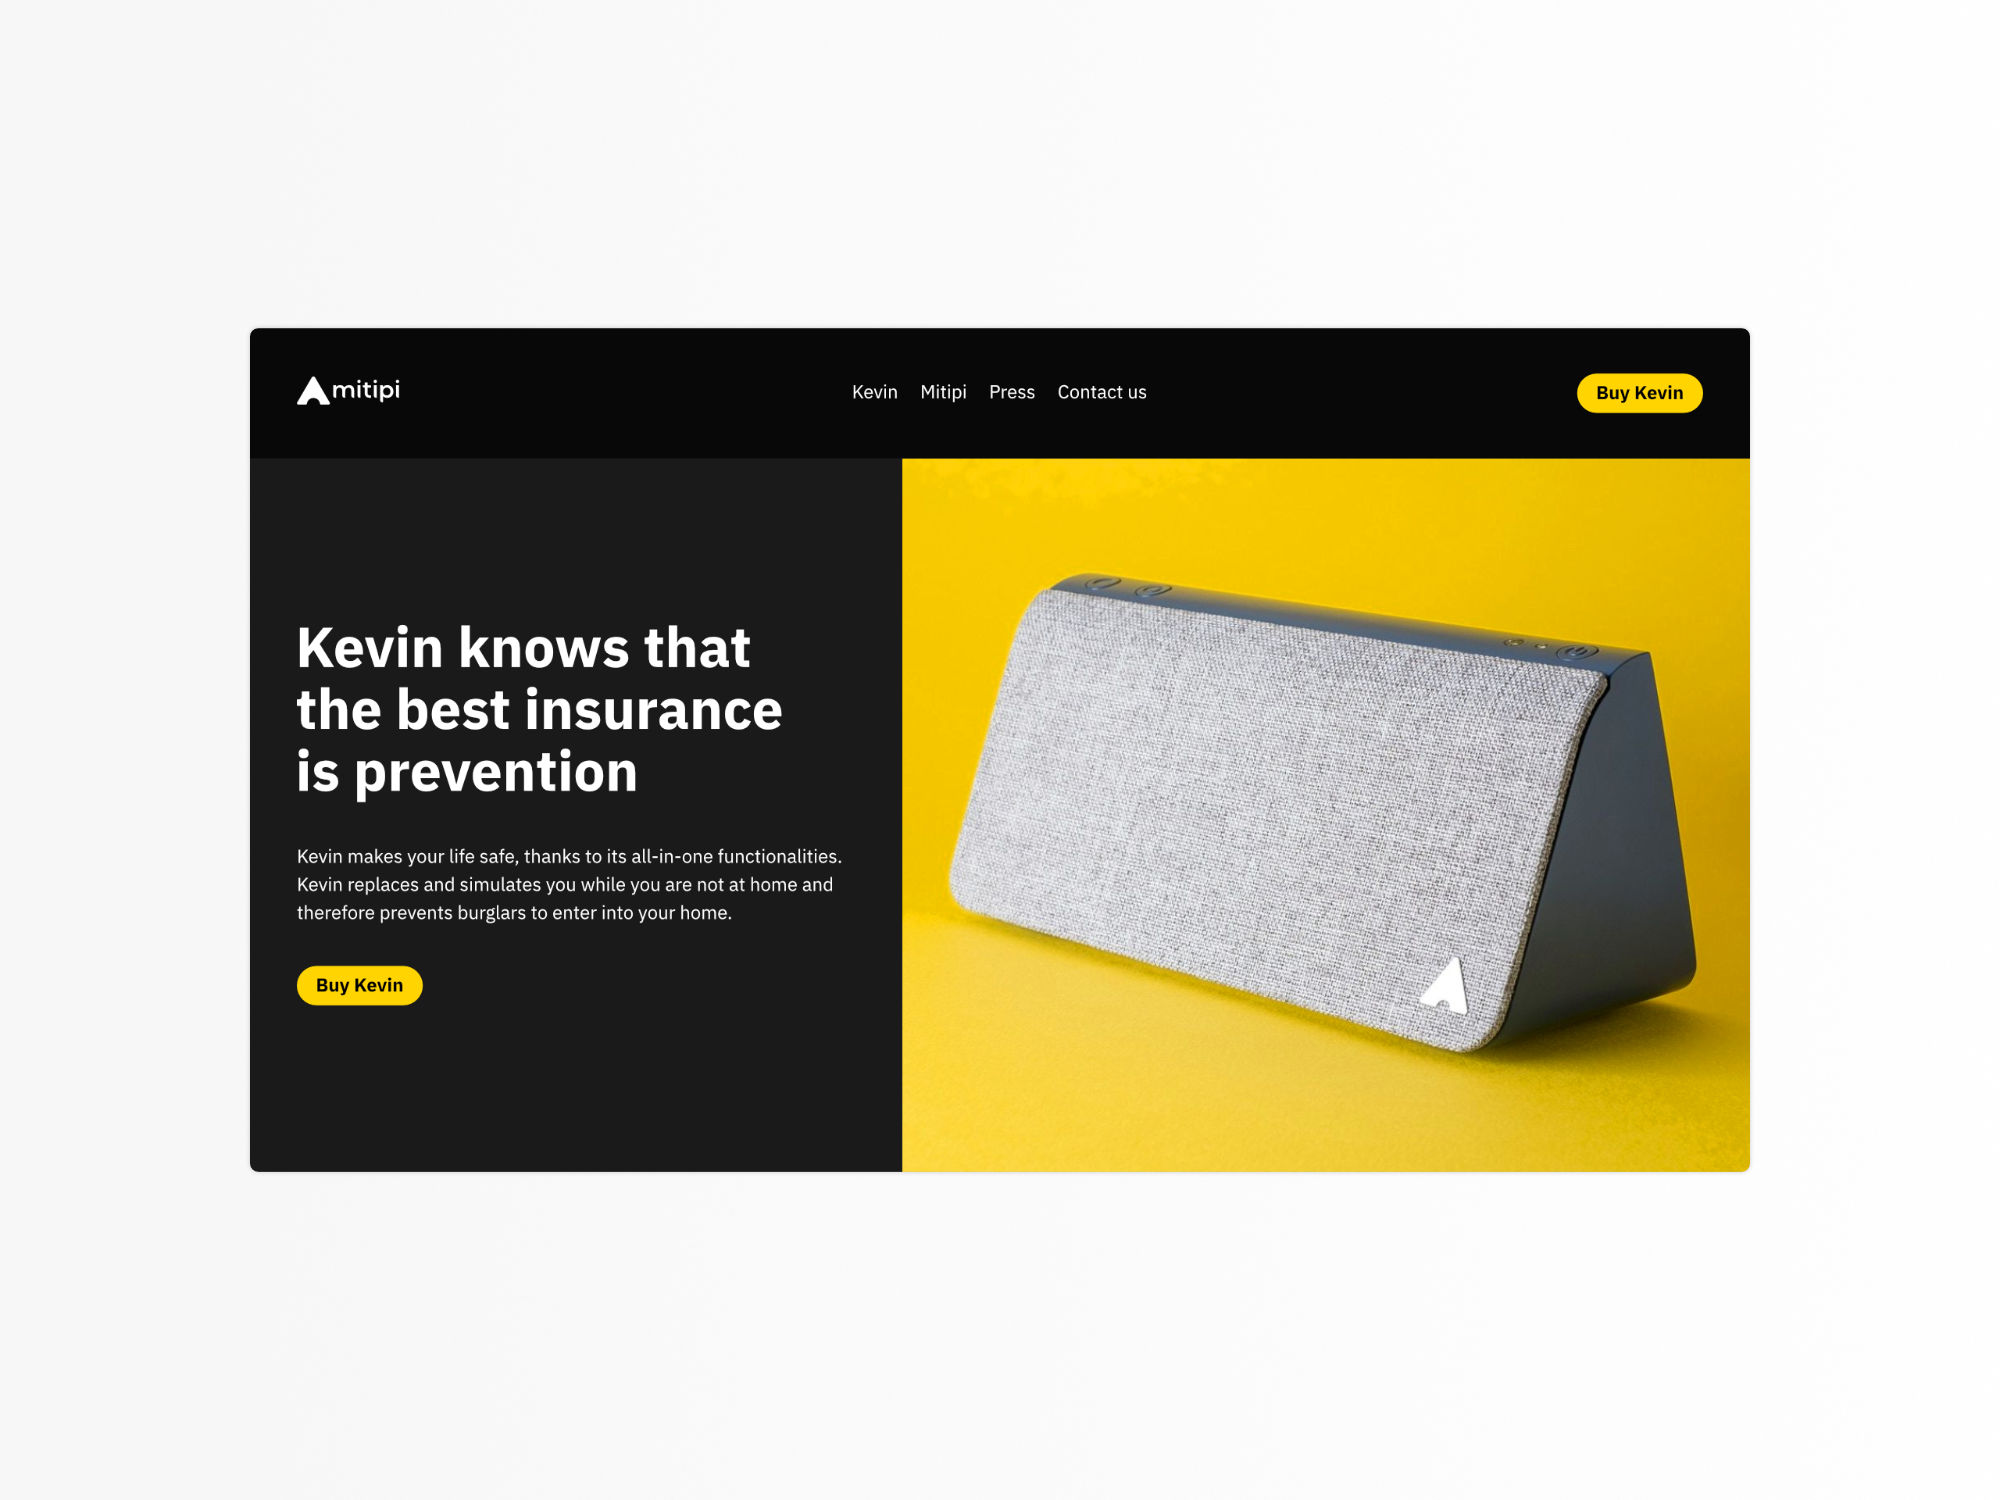 mitipi
Kevin
Mitipi
Press
Contact us
Buy Kevin
Kevin knows that
the best insurance
is prevention
Kevin makes your life safe, thanks to its all-in-one functionalities.
Kevin replaces and simulates you while you are not at home and
therefore prevents burglars to enter into your home.
Buy Kevin